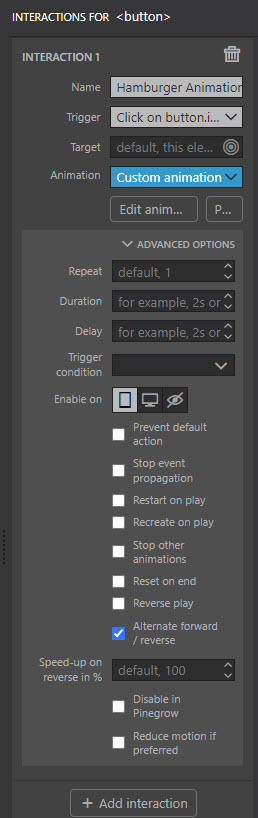 INTERACTIONS FOR <button>
INTERACTION 1
Name Hamburger Animation
Trigger Click on button.i...
Target default, this ele...
Animation Custom animation
Edit anim... P...
ADVANCED OPTIONS
Repeat default, 1
Duration for example, 2s or
Delay for example, 2s or
Trigger
condition
Enable on
Prevent default
action
Stop event
propagation
Restart on play
Recreate on play
Stop other
animations
Reset on end
Reverse play
Alternate forward
/ reverse
Speed-up on
reverse in % default, 100
Disable in
Pinegrow
Reduce motion if
preferred
+ Add interaction